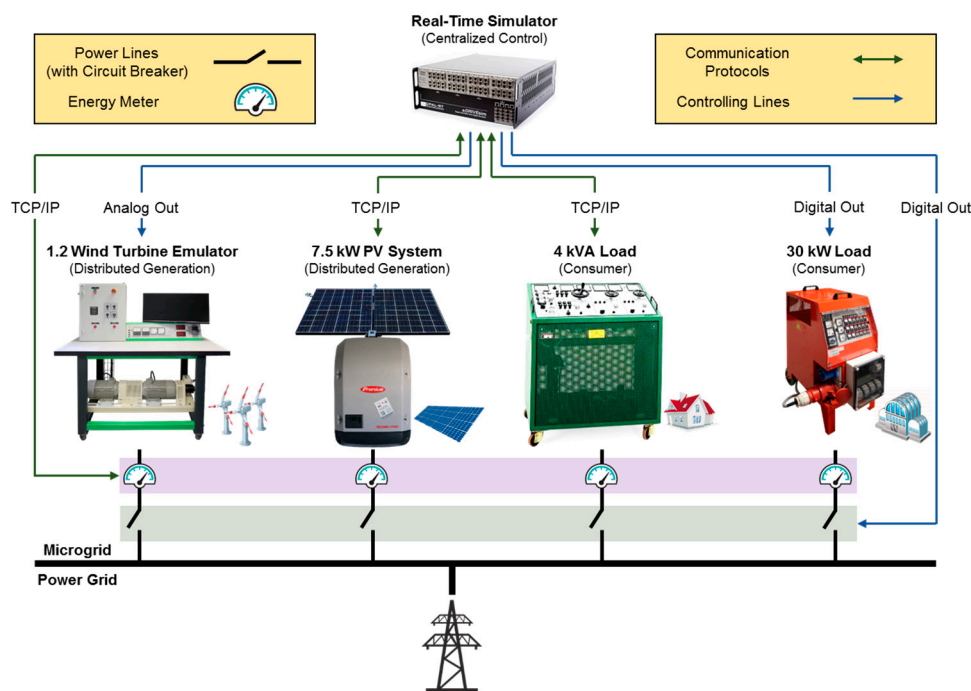 Real-Time Simulator
(Centralized Control)
Power Lines
(with Circuit Breaker)
Energy Meter
Communication
Protocols
Controlling Lines
TCP/IP
Analog Out
TCP/IP
TCP/IP
Digital Out
Digital Out
1.2 Wind Turbine Emulator
(Distributed Generation)
7.5 kW PV System
(Distributed Generation)
4 kVA Load
(Consumer)
30 kW Load
(Consumer)
Fronius
Microgrid
Power Grid